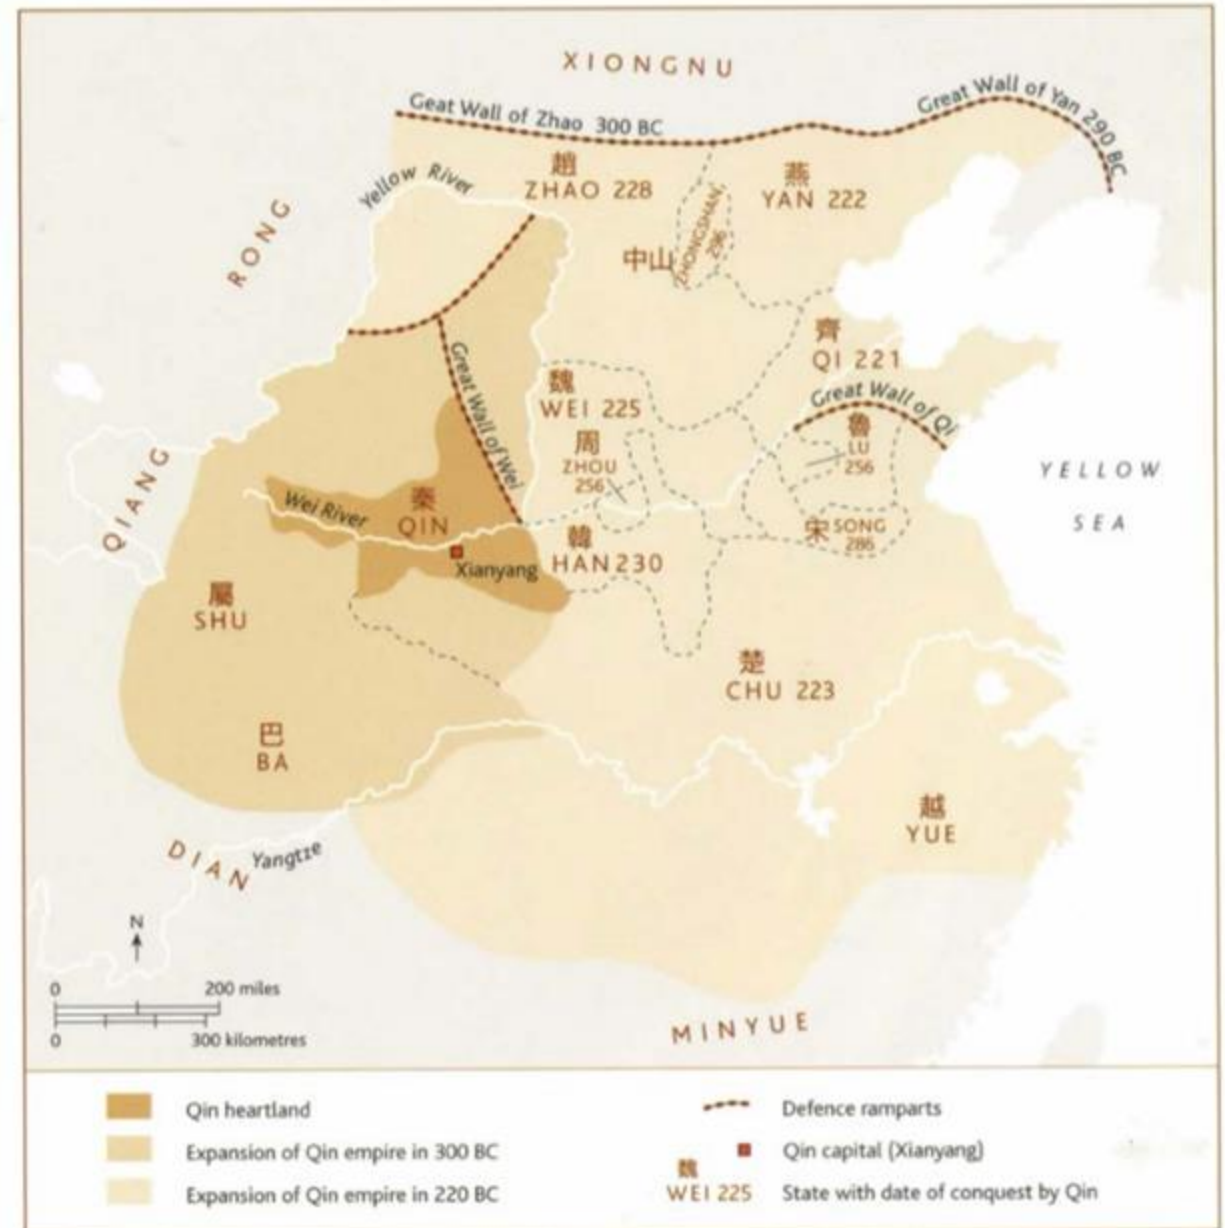 XIONGNU
Geat Wall of Zhao 300 BC
Great Wall of Yan 290 BC
趙
ZHAO 228
燕
YAN 222
Yellow River
RONG
中山
ZHONGSHAN,
296
齊
QI 221
Great Wall of Qi
Great Wall of Wei
魏
WEI 225
周
ZHOU
256
魯
LU
256
YELLOW
SEA
QIANG
Wei River
秦
QIN
Xianyang
韓
HAN 230
宋 SONG
286
屬
SHU
楚
CHU 223
巴
BA
越
YUE
DIAN
Yangtze
N
0 200 miles
0 300 kilometres
MINYUE
Qin heartland
Expansion of Qin empire in 300 BC
Expansion of Qin empire in 220 BC
Defence ramparts
Qin capital (Xianyang)
魏
WEI 225
State with date of conquest by Qin